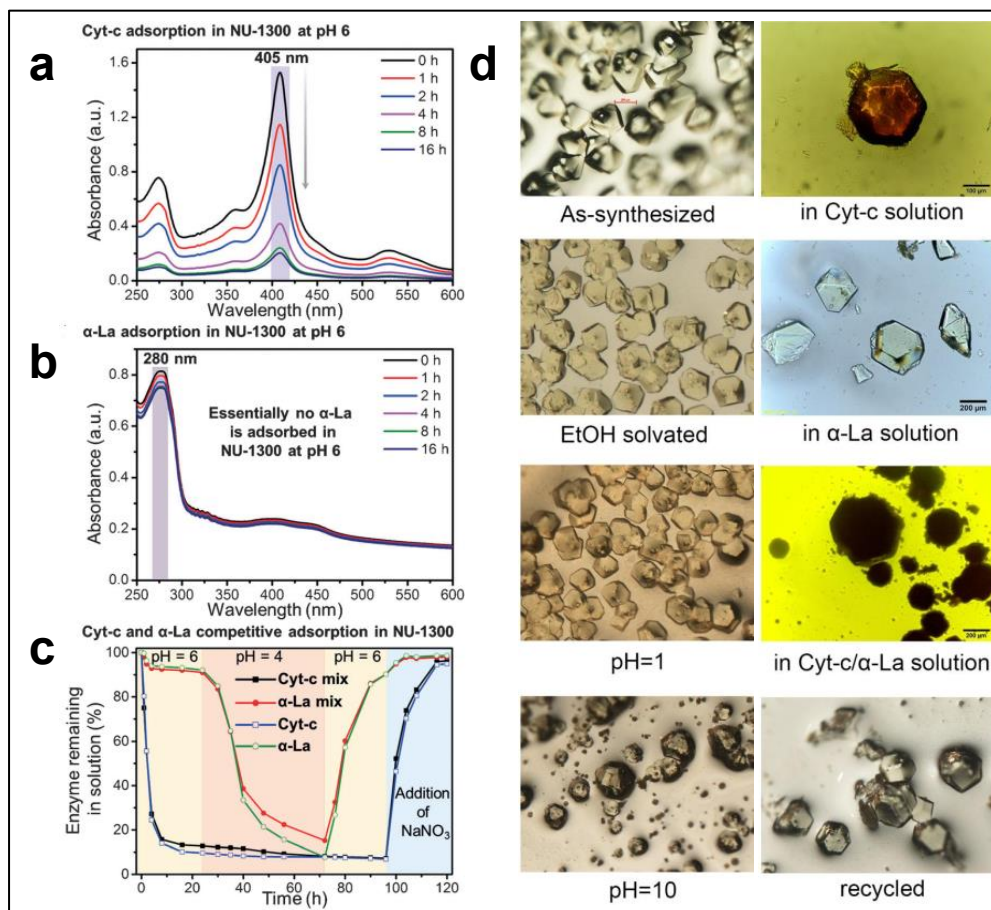 a
Cyt-c adsorption in NU-1300 at pH 6
405 nm
0 h
1 h
2 h
4 h
8 h
16 h
Absorbance (a.u.)
1.6
1.2
0.8
0.4
0.0
250 300 350 400 450 500 550 600
Wavelength (nm)
b
α-La adsorption in NU-1300 at pH 6
280 nm
0 h
1 h
2 h
4 h
8 h
16 h
Essentially no α-La
is adsorbed in
NU-1300 at pH 6
Absorbance (a.u.)
0.8
0.6
0.4
0.2
0.0
250 300 350 400 450 500 550 600
Wavelength (nm)
c
Cyt-c and α-La competitive adsorption in NU-1300
pH = 6 pH = 4 pH = 6
Cyt-c mix
α-La mix
Cyt-c
α-La
Addition
of
NaNO3
Enzyme remaining
in solution (%)
100
80
60
40
20
10
0
0 20 40 60 80 100 120
Time (h)
d
As-synthesized
100 µm
in Cyt-c solution
EtOH solvated
200 µm
in α-La solution
pH=1
200 µm
in Cyt-c/α-La solution
pH=10
recycled